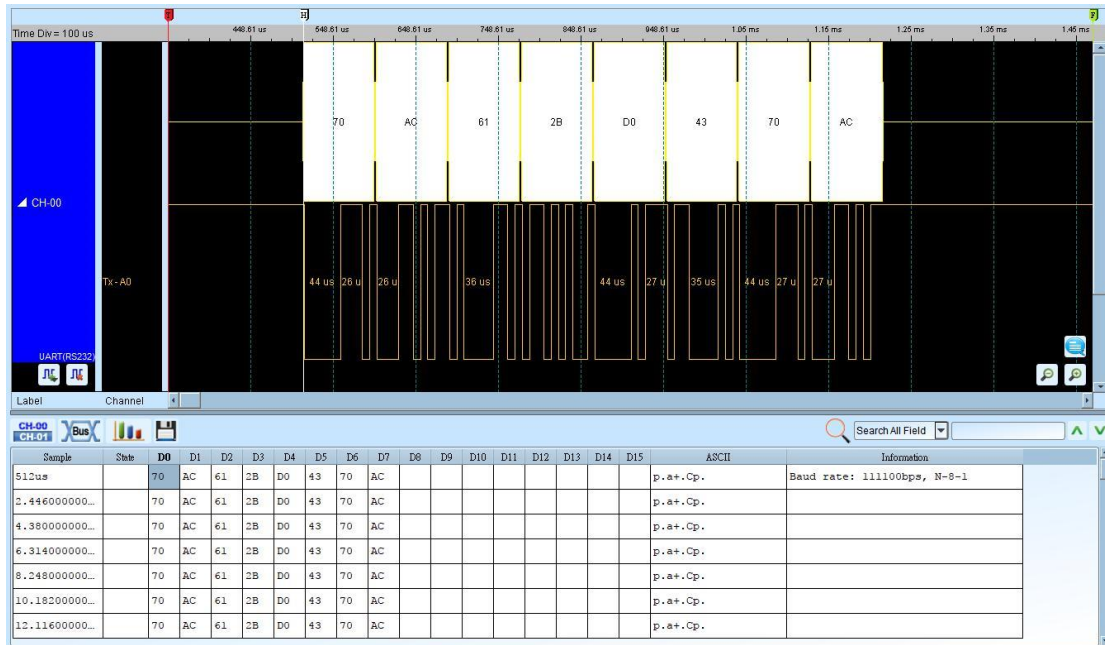 T H F
Time Div = 100 us 448.61 us 548.61 us 648.61 us 748.61 us 848.61 us 948.61 us 1.05 ms 1.15 ms 1.25 ms 1.35 ms 1.45 ms
70 AC 61 2B D0 43 70 AC
CH-00
Tx - A0 44 us 26 u 26 u 36 us 44 us 27 u 35 us 44 us 27 u 27 u
UART(RS232)
Label Channel
CH-00
CH-01 Bus Search All Field
Sample State D0 D1 D2 D3 D4 D5 D6 D7 D8 D9 D10 D11 D12 D13 D14 D15 ASCII Information
512us 70 AC 61 2B D0 43 70 AC p.a+.Cp. Baud rate: 111100bps, N-8-1
2.446000000... 70 AC 61 2B D0 43 70 AC p.a+.Cp.
4.380000000... 70 AC 61 2B D0 43 70 AC p.a+.Cp.
6.314000000... 70 AC 61 2B D0 43 70 AC p.a+.Cp.
8.248000000... 70 AC 61 2B D0 43 70 AC p.a+.Cp.
10.18200000... 70 AC 61 2B D0 43 70 AC p.a+.Cp.
12.11600000... 70 AC 61 2B D0 43 70 AC p.a+.Cp.